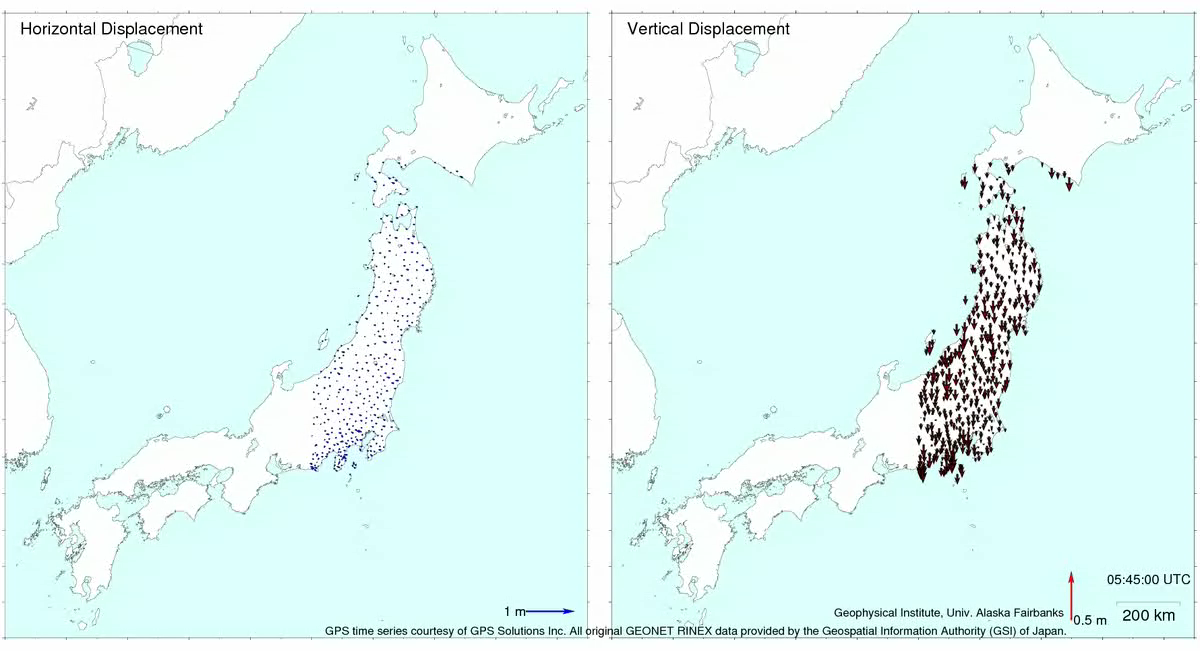 Horizontal Displacement
Vertical Displacement
05:45:00 UTC
1 m
Geophysical Institute, Univ. Alaska Fairbanks
0.5 m
200 km
GPS time series courtesy of GPS Solutions Inc. All original GEONET RINEX data provided by the Geospatial Information Authority (GSI) of Japan.